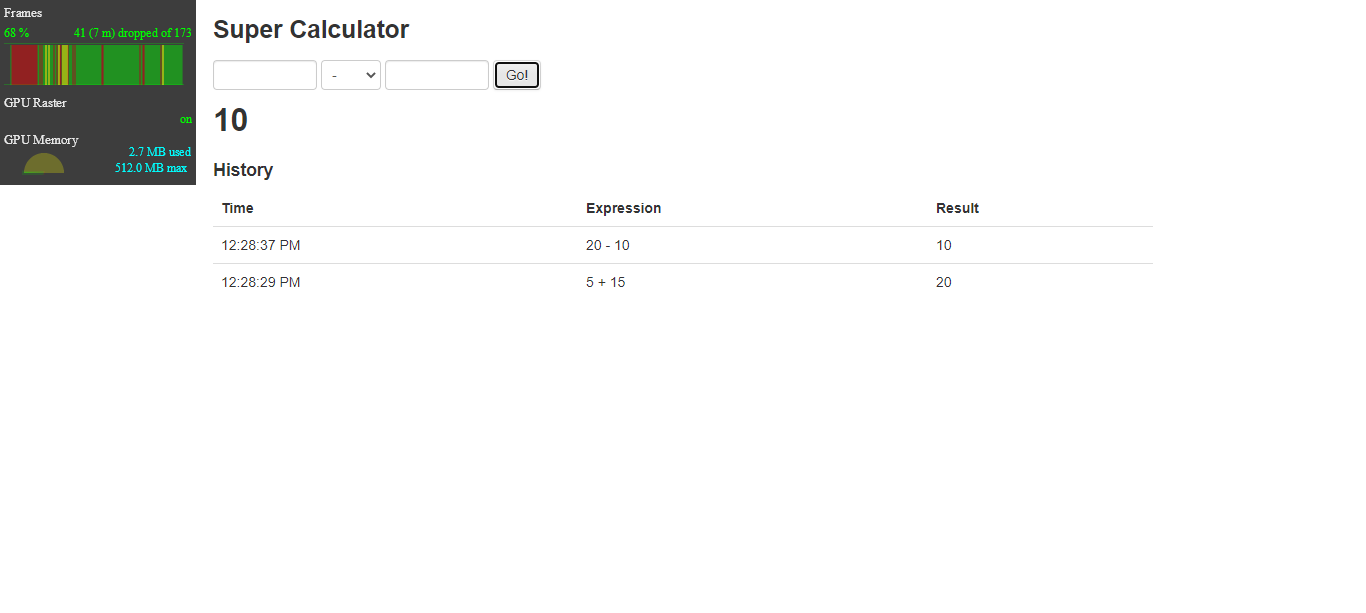 Frames
68 % 41 (7 m) dropped of 173
GPU Raster
on
GPU Memory
2.7 MB used
512.0 MB max
Super Calculator
- Go!
10
History
Time Expression Result
12:28:37 PM 20 - 10 10
12:28:29 PM 5 + 15 20